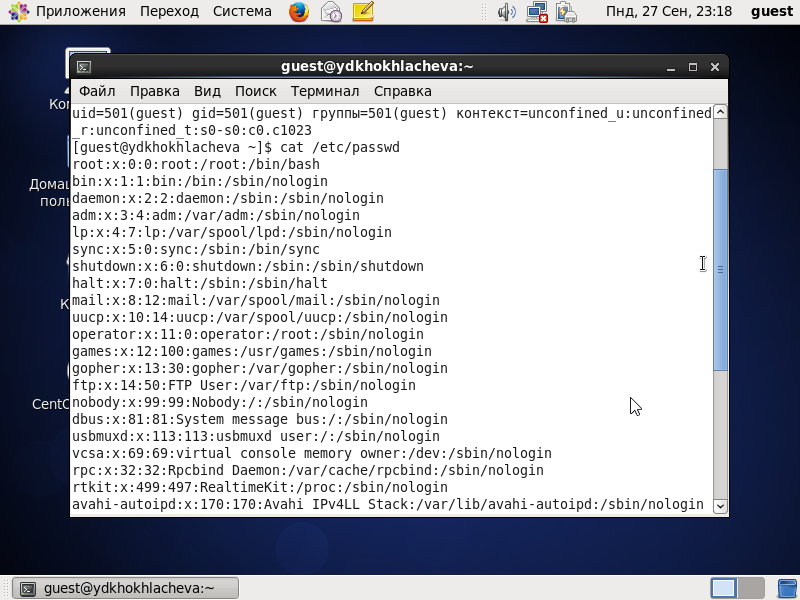 Приложения Переход Система Пнд, 27 Сен, 23:18 guest
guest@ydkhokhlacheva:~
Файл Правка Вид Поиск Терминал Справка
uid=501(guest) gid=501(guest) группы=501(guest) контекст=unconfined_u:unconfined
_r:unconfined_t:s0-s0:c0.c1023
[guest@ydkhokhlacheva ~]$ cat /etc/passwd
root:x:0:0:root:/root:/bin/bash
bin:x:1:1:bin:/bin:/sbin/nologin
daemon:x:2:2:daemon:/sbin:/sbin/nologin
adm:x:3:4:adm:/var/adm:/sbin/nologin
lp:x:4:7:lp:/var/spool/lpd:/sbin/nologin
sync:x:5:0:sync:/sbin:/bin/sync
shutdown:x:6:0:shutdown:/sbin:/sbin/shutdown
halt:x:7:0:halt:/sbin:/sbin/halt
mail:x:8:12:mail:/var/spool/mail:/sbin/nologin
uucp:x:10:14:uucp:/var/spool/uucp:/sbin/nologin
operator:x:11:0:operator:/root:/sbin/nologin
games:x:12:100:games:/usr/games:/sbin/nologin
gopher:x:13:30:gopher:/var/gopher:/sbin/nologin
ftp:x:14:50:FTP User:/var/ftp:/sbin/nologin
nobody:x:99:99:Nobody:/:/sbin/nologin
dbus:x:81:81:System message bus:/:/sbin/nologin
usbmuxd:x:113:113:usbmuxd user:/:/sbin/nologin
vcsa:x:69:69:virtual console memory owner:/dev:/sbin/nologin
rpc:x:32:32:Rpcbind Daemon:/var/cache/rpcbind:/sbin/nologin
rtkit:x:499:497:RealtimeKit:/proc:/sbin/nologin
avahi-autoipd:x:170:170:Avahi IPv4LL Stack:/var/lib/avahi-autoipd:/sbin/nologin
guest@ydkhokhlacheva:~